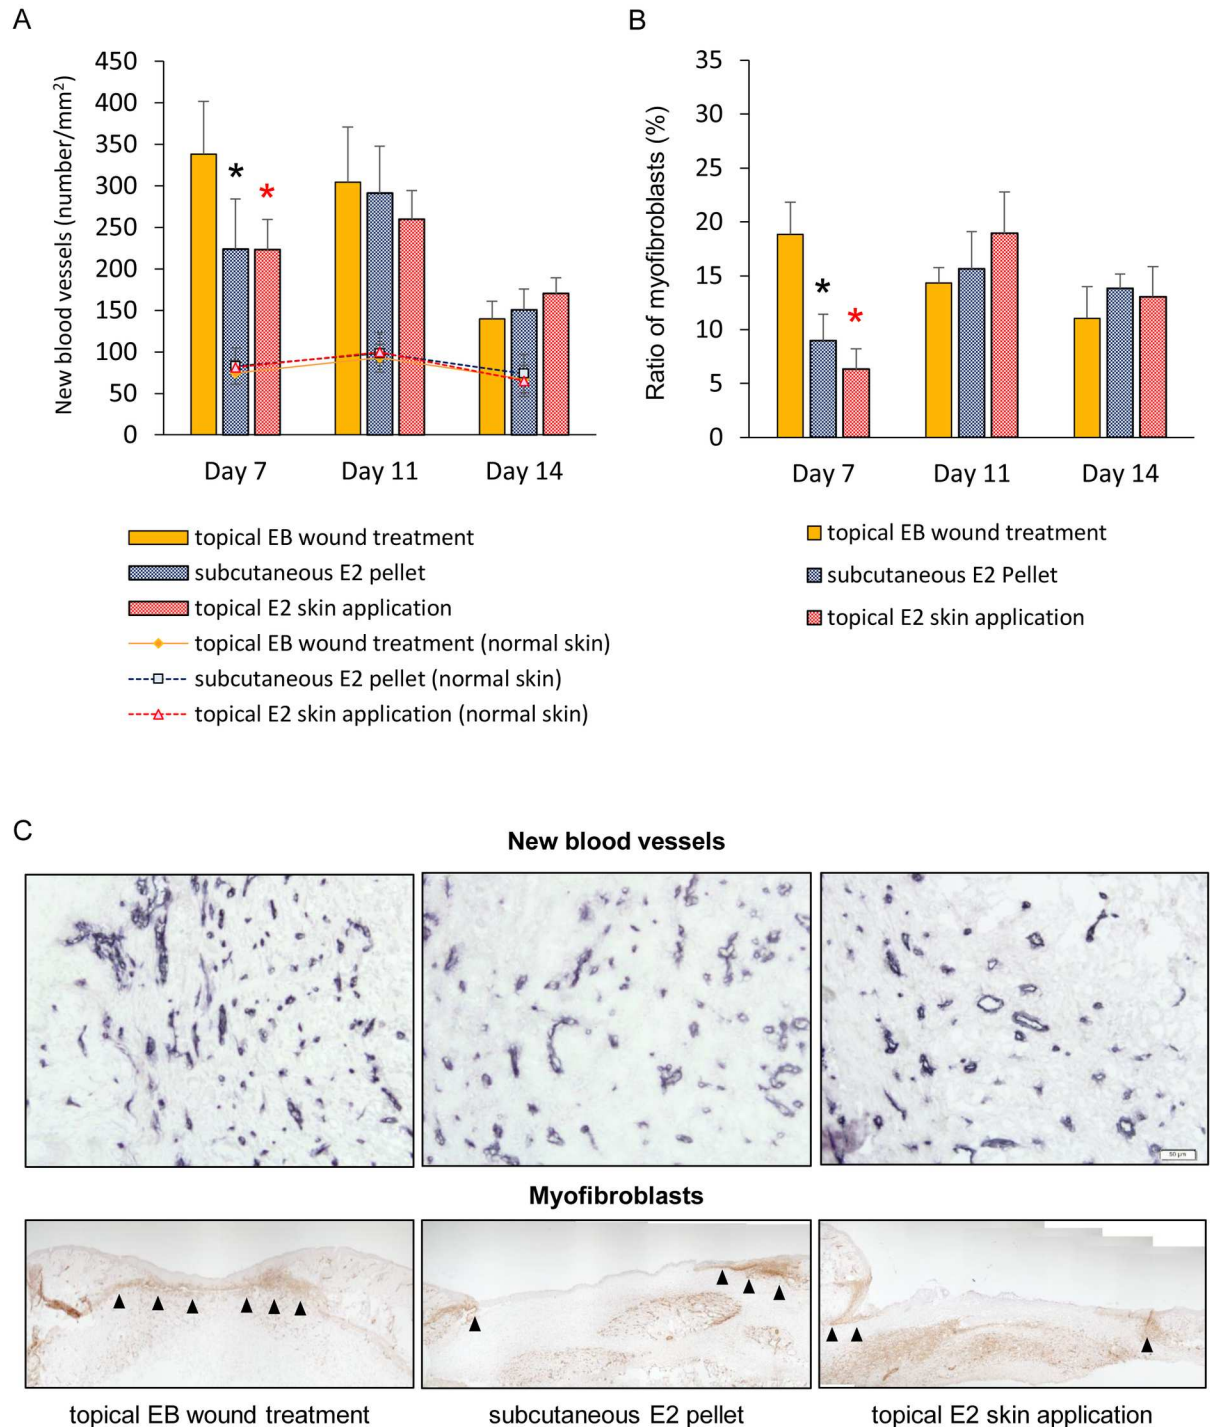 A
B
New blood vessels (number/mm²)
450
400
350
300
250
200
150
100
50
0
*
*
Day 7
Day 11
Day 14
topical EB wound treatment
subcutaneous E2 pellet
topical E2 skin application
topical EB wound treatment (normal skin)
subcutaneous E2 pellet (normal skin)
topical E2 skin application (normal skin)
Ratio of myofibroblasts (%)
35
30
25
20
15
10
5
0
*
*
Day 7
Day 11
Day 14
topical EB wound treatment
subcutaneous E2 Pellet
topical E2 skin application
C
New blood vessels
50 µm
Myofibroblasts
topical EB wound treatment
subcutaneous E2 pellet
topical E2 skin application